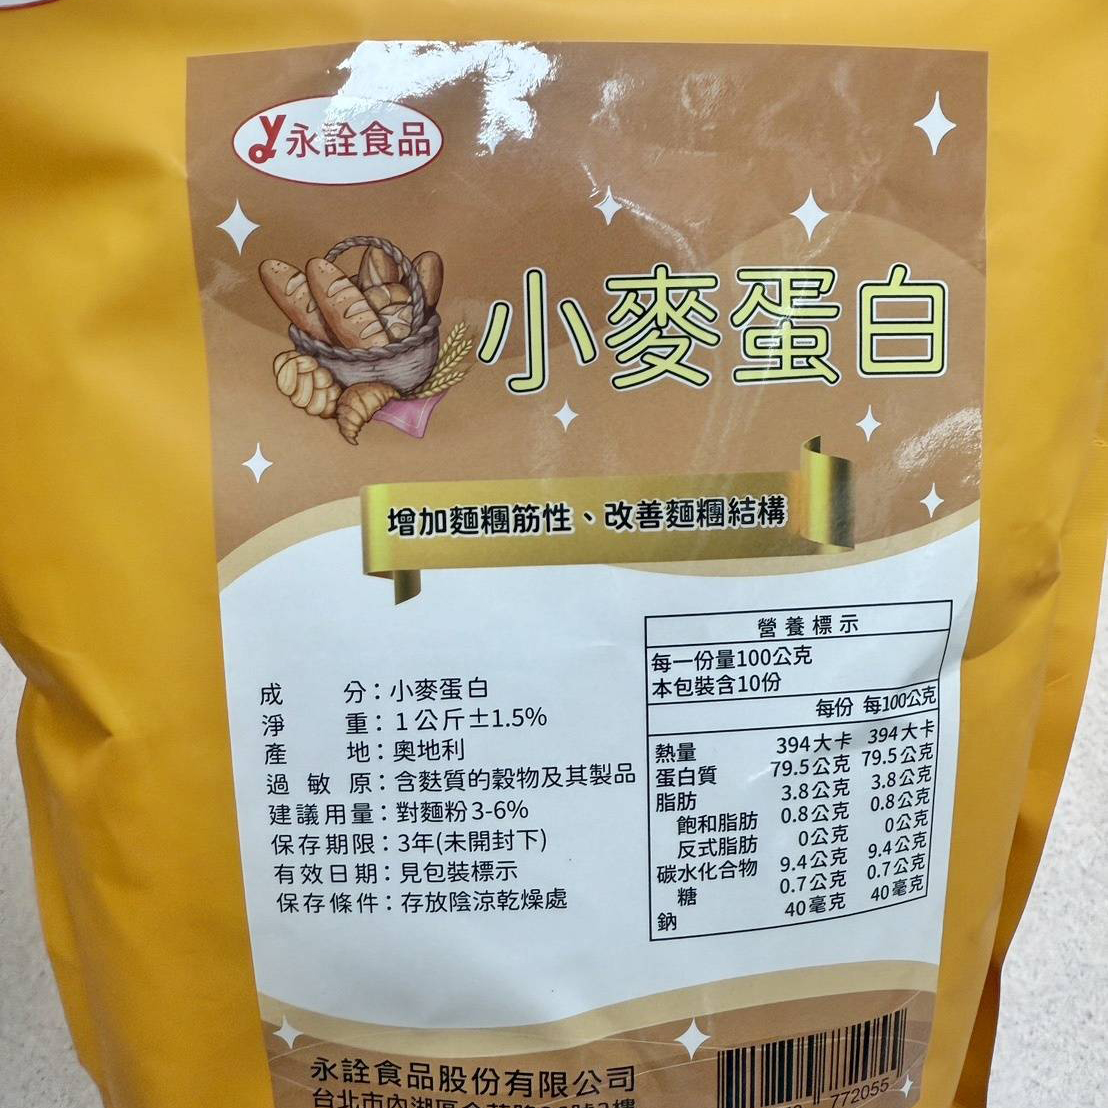 永詮食品
小麥蛋白
增加麵糰筋性、改善麵糰結構
成分：小麥蛋白
淨重：1公斤±1.5%
產地：奧地利
過敏原：含麩質的穀物及其製品
建議用量：對麵粉3-6%
保存期限：3年(未開封下)
有效日期：見包裝標示
保存條件：存放陰涼乾燥處
營養標示
每一份量100公克
本包裝含10份
每份 每100公克
熱量 394大卡 394大卡
蛋白質 79.5公克 79.5公克
脂肪 3.8公克 3.8公克
飽和脂肪 0.8公克 0.8公克
反式脂肪 0公克 0公克
碳水化合物 9.4公克 9.4公克
糖 0.7公克 0.7公克
鈉 40毫克 40毫克
永詮食品股份有限公司
台北市內湖區
772055